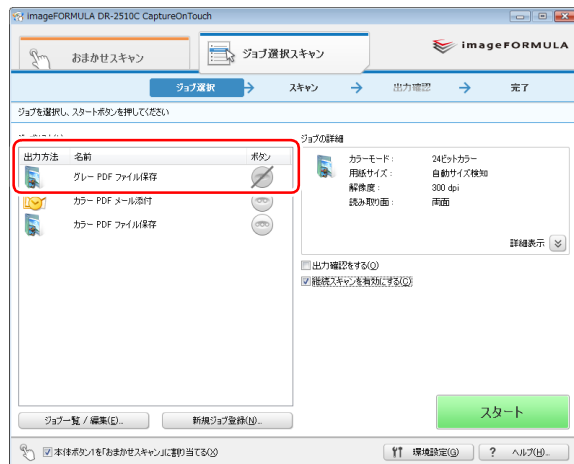 imageFORMULA DR-2510C CaptureOnTouch
おまかせスキャン
ジョブ選択スキャン
imageFORMULA
ジョブ選択
スキャン
出力確認
完了
ジョブを選択し、スタートボタンを押してください
ジョブの詳細
出力方法 名前 ボタン
グレー PDF ファイル保存
カラー PDF メール添付
カラー PDF ファイル保存
カラーモード： 24ビットカラー
用紙サイズ： 自動サイズ検知
解像度： 300 dpi
読み取り面： 両面
詳細表示
出力確認をする(O)
継続スキャンを有効にする(Q)
ジョブ一覧 / 編集(E)...
新規ジョブ登録(N)...
スタート
本体ボタン1を「おまかせスキャン」に割り当てる(X)
環境設定(G)
? ヘルプ(H)...